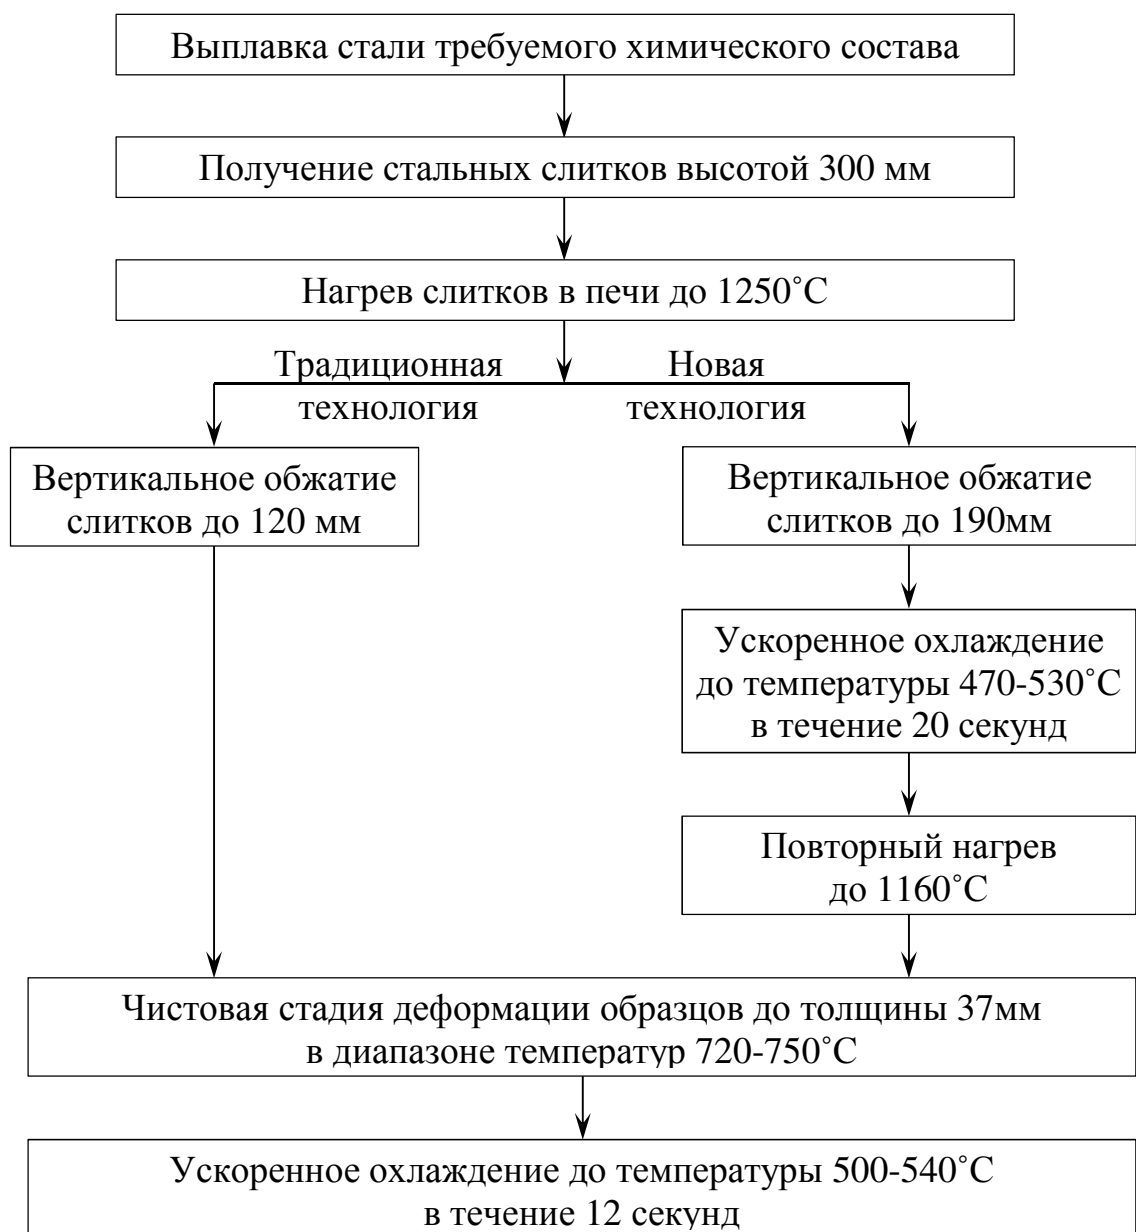 Выплавка стали требуемого химического состава
Получение стальных слитков высотой 300 мм
Нагрев слитков в печи до 1250˚С
Традиционная
технология
Новая
технология
Вертикальное обжатие
слитков до 120 мм
Вертикальное обжатие
слитков до 190мм
Ускоренное охлаждение
до температуры 470-530˚С
в течение 20 секунд
Повторный нагрев
до 1160˚С
Чистовая стадия деформации образцов до толщины 37мм
в диапазоне температур 720-750˚С
Ускоренное охлаждение до температуры 500-540˚С
в течение 12 секунд